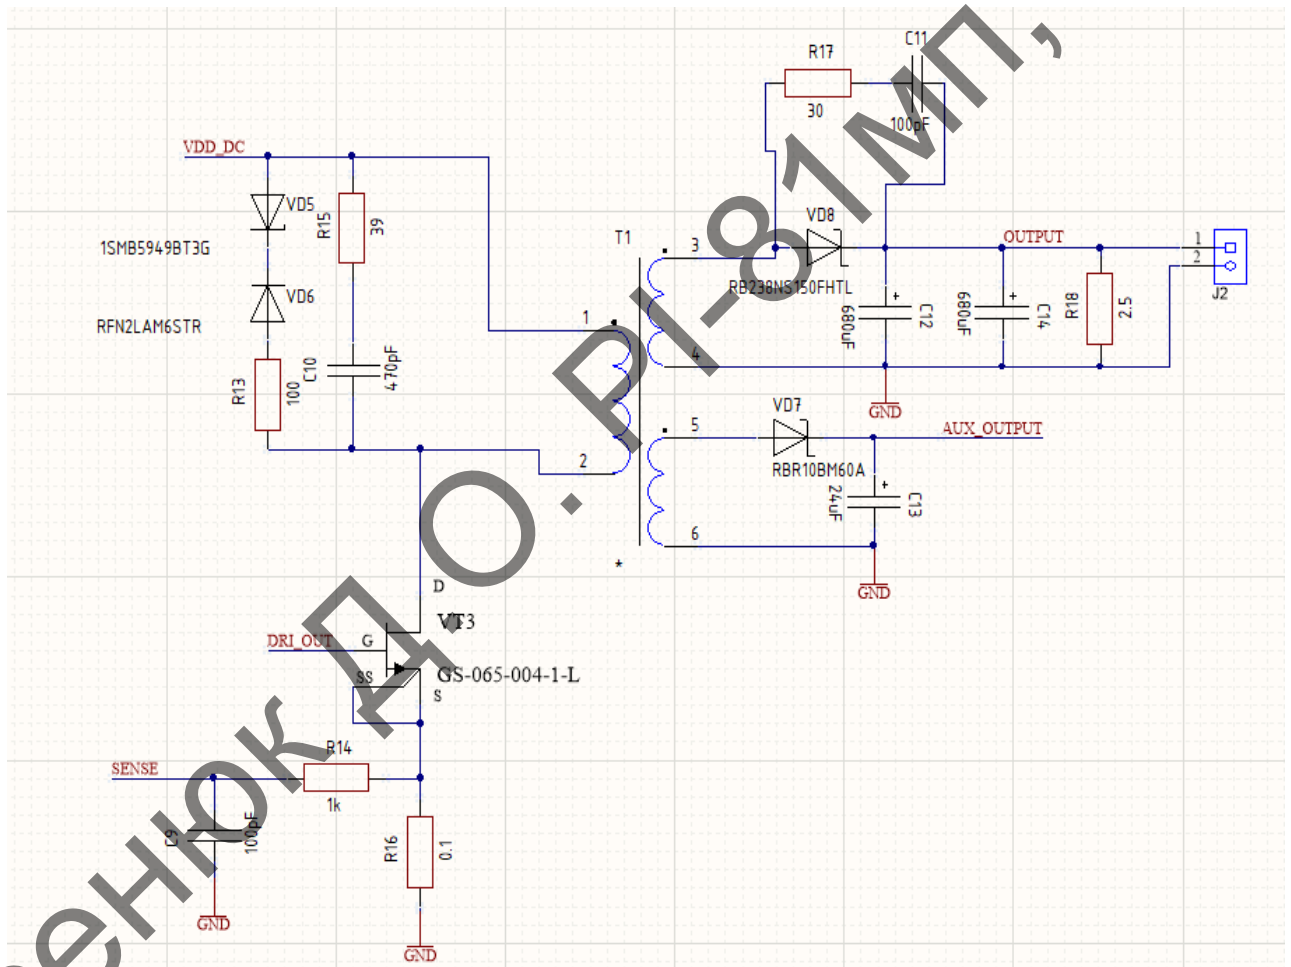 C11
R17
30
100pF
VDD_DC
VD5
1SMB5949BT3G
R15
39
VD6
RFN2LAM6STR
R13
100
C10
470pF
T1
1
2
3
4
5
6
*
VD8
RB238NS150FHTL
OUTPUT
1
2
J2
+
680uF
C12
+
680uF
C14
R18
2.5
GND
VD7
RBR10BM60A
AUX_OUTPUT
+
24uF
C13
GND
D
VT3
DRI_OUT
G
GS-065-004-1-L
SS
S
R14
1k
SENSE
C9
100pF
R16
0.1
GND
GND
сенюк Д.О. РІ-81мп,